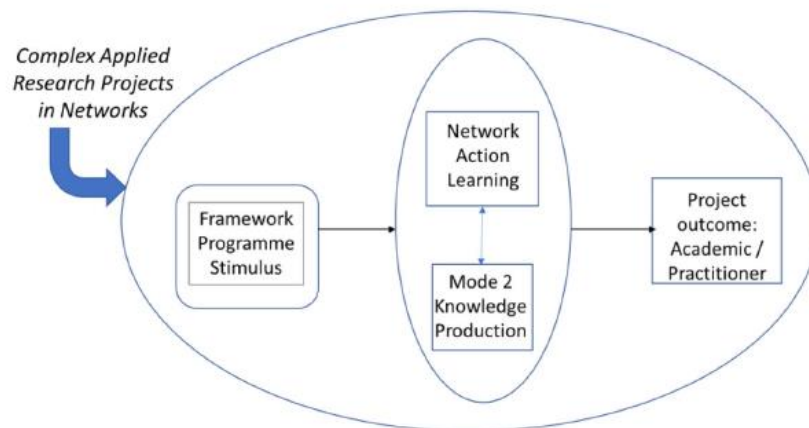 Complex Applied
Research Projects
in Networks
Framework
Programme
Stimulus
Network
Action
Learning
Mode 2
Knowledge
Production
Project
outcome:
Academic /
Practitioner